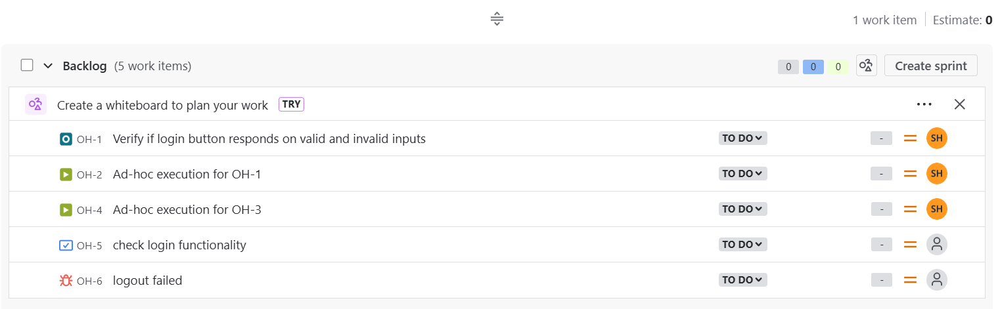 1 work item Estimate: 0
Backlog (5 work items) 0 0 0 Create sprint
Create a whiteboard to plan your work TRY
OH-1 Verify if login button responds on valid and invalid inputs TO DO - SH
OH-2 Ad-hoc execution for OH-1 TO DO - SH
OH-4 Ad-hoc execution for OH-3 TO DO - SH
OH-5 check login functionality TO DO -
OH-6 logout failed TO DO -